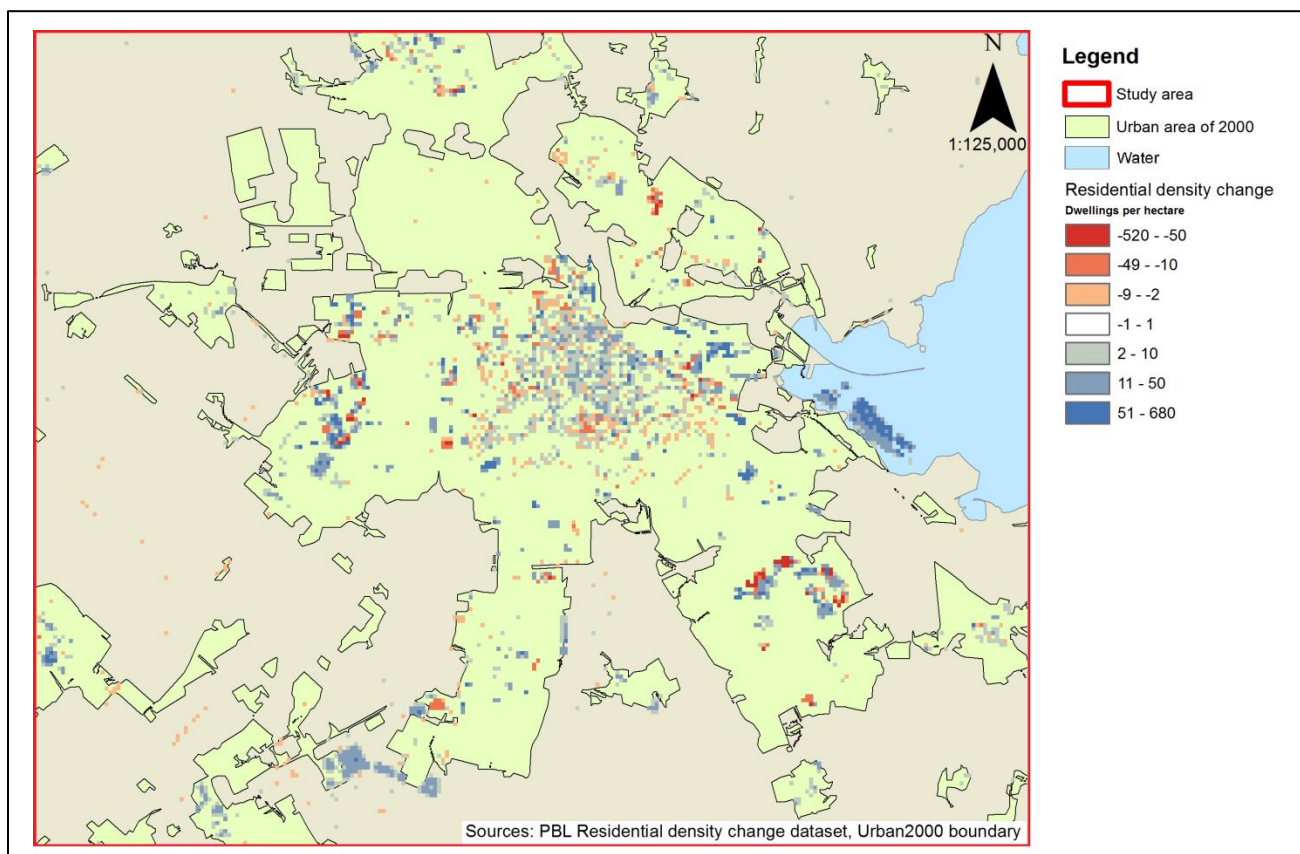 N
1:125,000
Legend
Study area
Urban area of 2000
Water
Residential density change
Dwellings per hectare
-520 - -50
-49 - -10
-9 - -2
-1 - 1
2 - 10
11 - 50
51 - 680
Sources: PBL Residential density change dataset, Urban2000 boundary